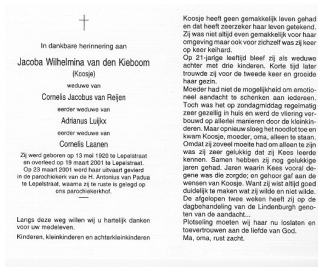 In dankbare herinnering aan
Jacoba Wilhelmina van den Kieboom
(Koosje)
weduwe van
Cornelis Jacobus van Reijen
eerder weduwe van
Adrianus Luijkx
eerder weduwe van
Cornelis Laanen
Zij werd geboren op 13 mei 1920 te Lepelstraat
en overleed op 19 maart 2001 te Lepelstraat.
Op 23 maart 2001 hebben wij haar uitvaart gevierd
in de parochiekerk van de H. Antonius van Padua
te Lepelstraat, waarna ze te ruste is gelegd op
ons parochiekerkhof.
Langs deze weg willen wij u hartelijk danken
voor uw medeleven.
Kinderen, kleinkinderen en achterkleinkinderen
Koosje heeft geen gemakkelijk leven gehad
en dat heeft zeerzeker haar leven getekend.
Zij was niet altijd even gemakkelijk voor haar
omgeving maar ook voor zichzelf was zij keer
op keer keihard.
Op 21-jarige leeftijd bleef zij als weduwe
achter met drie kinderen. Korte tijd later
trouwde zij voor de tweede keer en groeide
haar gezin.
Moeder had niet de mogelijkheid om emotio-
neel aandacht te schenken aan iedereen.
Toch was het op zondagmiddag regelmatig
zeer gezellig in huis en werd de vliering ver-
bouwd op allerlei manieren door de kleinkin-
deren. Maar opnieuw sloeg het noodlot toe en
kwam Koosje, moeder, oma, alleen te staan.
Omdat zij zoveel moeite had om alleen te zijn
was zij zeer gelukkig dat zij Kees leerde
kennen. Samen hebben zij nog gelukkige
jaren gehad. Jaren waarin Kees vooral dege-
ne was die zorgde; en gehoor gaf aan de
wensen van Koosje. Want zij wist altijd goed
duidelijk te maken wat zij wilde en niet wilde.
De afgelopen twee weken heeft zij op de
dagbehandeling van de Lindenburgh geno-
ten van de aandacht...
Plotseling moeten wij haar nu loslaten en
toevertrouwen aan de liefde van God.
Ma, oma, rust zacht.